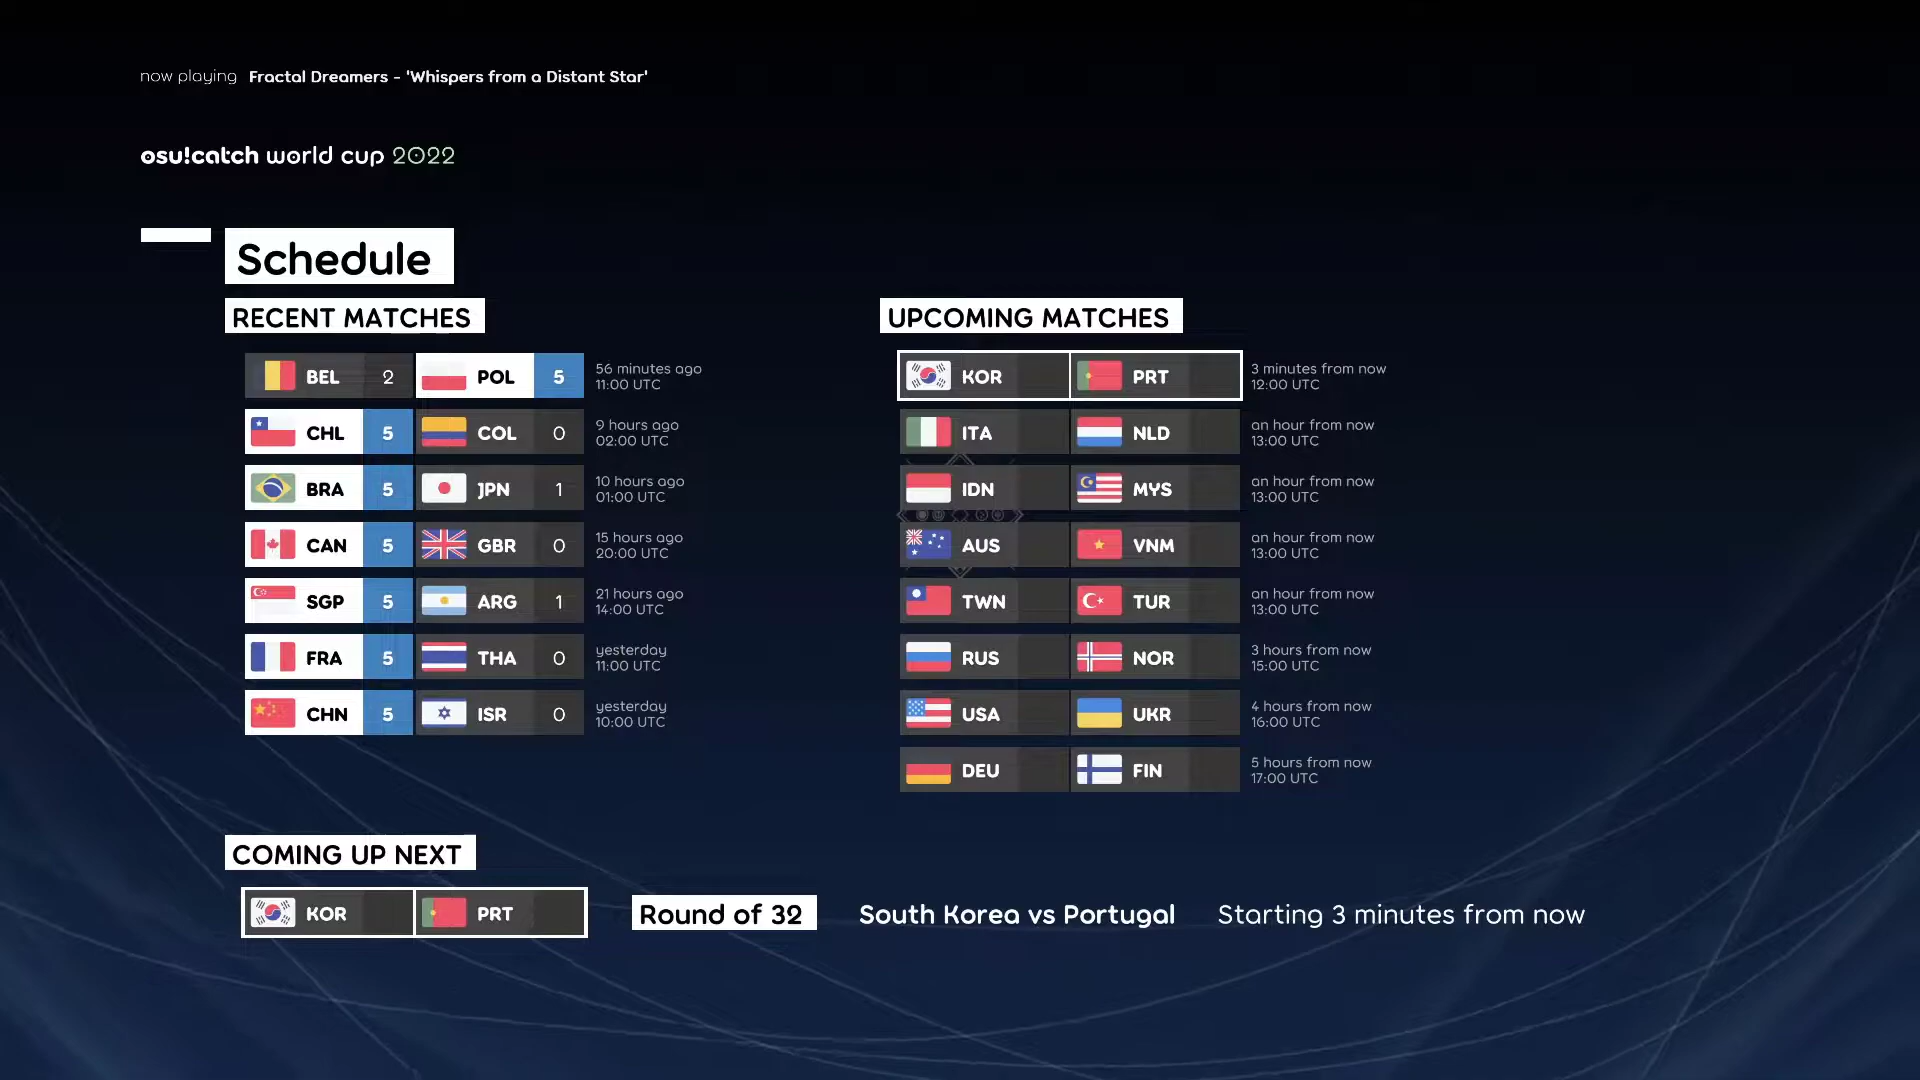 now playing Fractal Dreamers - 'Whispers from a Distant Star'
osu!catch world cup 2022
Schedule
RECENT MATCHES
BEL 2 POL 5 56 minutes ago
11:00 UTC
CHL 5 COL 0 9 hours ago
02:00 UTC
BRA 5 JPN 1 10 hours ago
01:00 UTC
CAN 5 GBR 0 15 hours ago
20:00 UTC
SGP 5 ARG 1 21 hours ago
14:00 UTC
FRA 5 THA 0 yesterday
11:00 UTC
CHN 5 ISR 0 yesterday
10:00 UTC
UPCOMING MATCHES
KOR PRT 3 minutes from now
12:00 UTC
ITA NLD an hour from now
13:00 UTC
IDN MYS an hour from now
13:00 UTC
AUS VNM an hour from now
13:00 UTC
TWN TUR an hour from now
13:00 UTC
RUS NOR 3 hours from now
15:00 UTC
USA UKR 4 hours from now
16:00 UTC
DEU FIN 5 hours from now
17:00 UTC
COMING UP NEXT
KOR PRT Round of 32 South Korea vs Portugal Starting 3 minutes from now